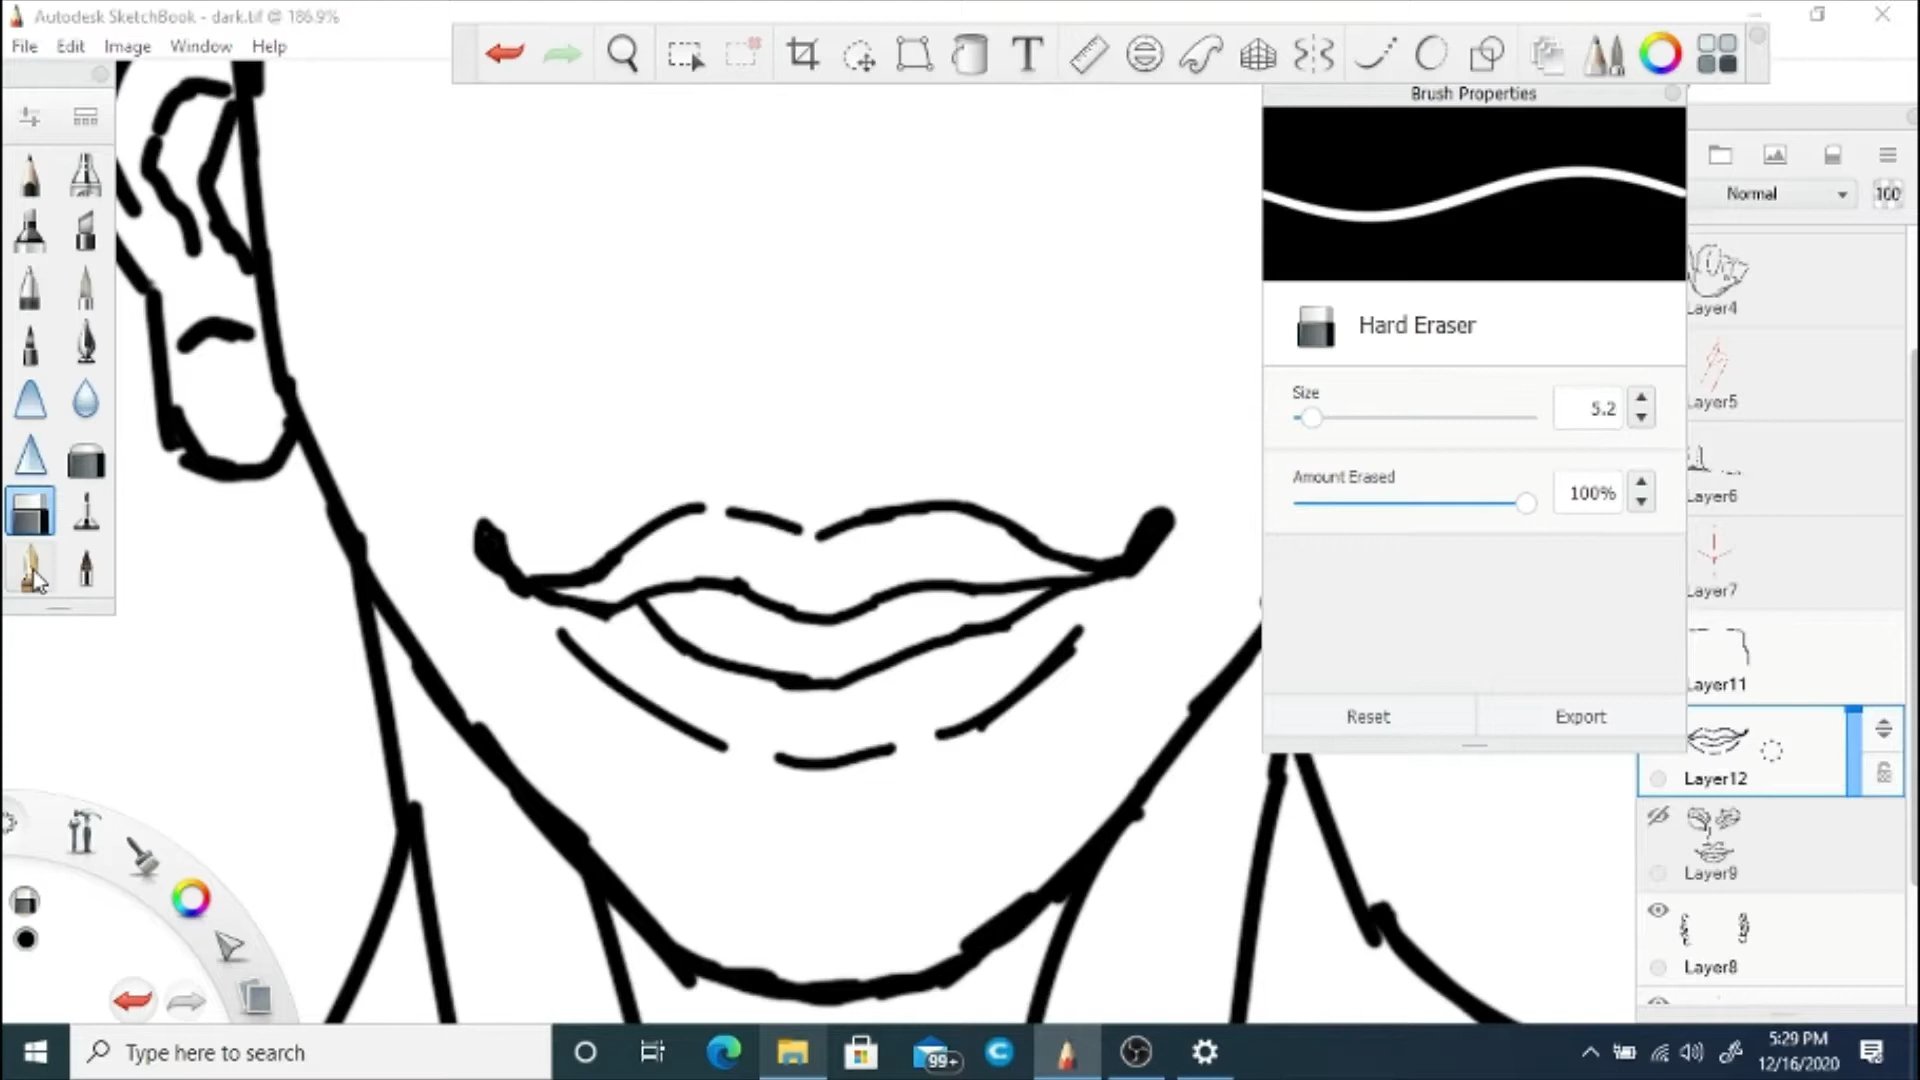 Autodesk SketchBook - dark.tif @ 186.9%
File Edit Image Window Help
T
Brush Properties
Normal 100
Hard Eraser
Size
5.2
Amount Erased
100%
Reset Export
Layer4
Layer5
Layer6
Layer7
Layer11
Layer12
Layer9
Layer8
Type here to search
99+
5:29 PM
12/16/2020